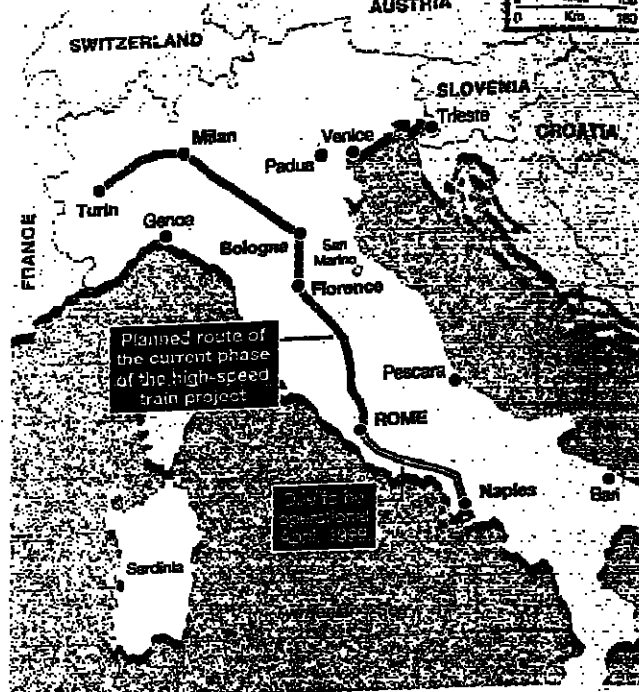 AUSTRIA
0 Km 150
SWITZERLAND
SLOVENIA
Trieste
CROATIA
Milan
Venice
Padua
Turin
Genoa
FRANCE
Bologna
San
Marino
Florence
Planned route of
the current phase
of the high-speed
train project
Pescara
ROME
Naples
Bari
Sardinia